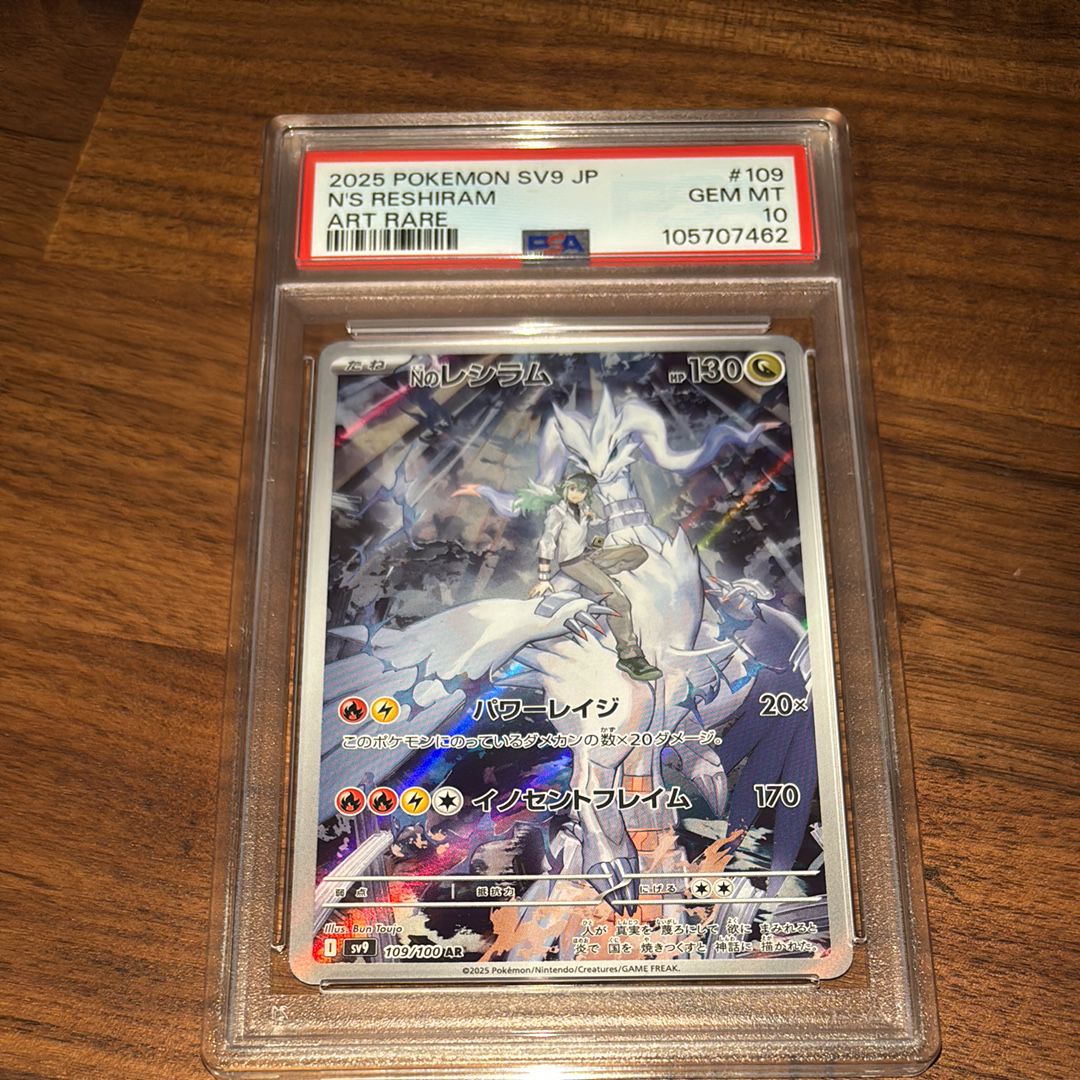 2025 POKEMON SV9 JP #109
N'S RESHIRAM GEM MT
ART RARE 10
PSA 105707462
たね NのレシラムHP 130
パワーレイジ 20×
このポケモンにのっているダメカンの数×20ダメージ。
イノセントフレイム 170
弱点 抵抗力 にげる
Illus. Bun Toujo
人が 真実を 蔑ろにして 欲に まみれると
炎で 国を 焼きつくすと 神話に 描かれた。
I sv9 109/100 AR
©2025 Pokémon/Nintendo/Creatures/GAME FREAK.